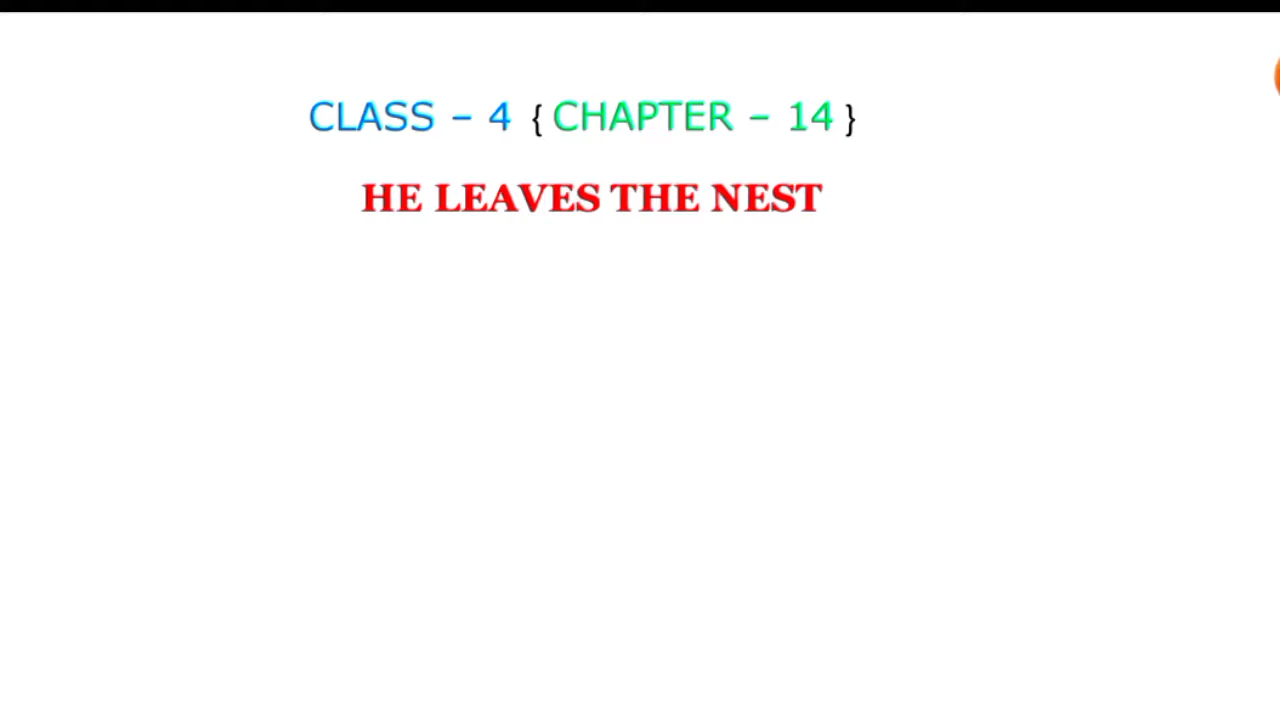 CLASS – 4 { CHAPTER – 14 }
HE LEAVES THE NEST